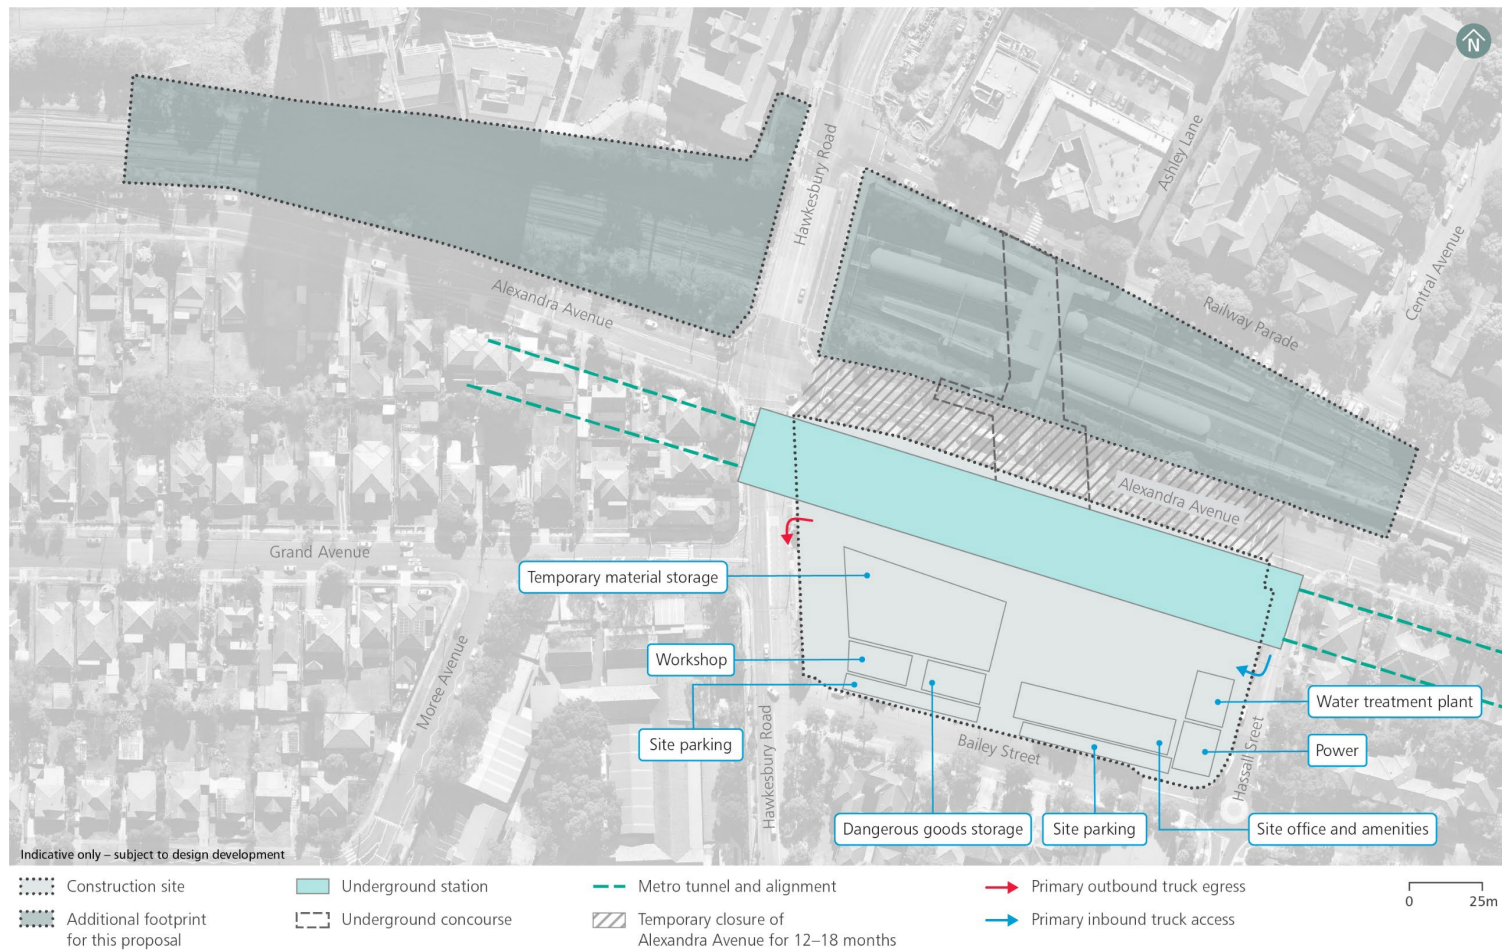 N
Hawkesbury Road
Ashley Lane
Central Avenue
Railway Parade
Alexandra Avenue
Alexandra Avenue
Grand Avenue
Temporary material storage
Moree Avenue
Workshop
Site parking
Hawkesbury Road
Bailey Street
Hassall Sreet
Water treatment plant
Power
Dangerous goods storage
Site parking
Site office and amenities
Indicative only – subject to design development
Construction site
Underground station
Metro tunnel and alignment
Primary outbound truck egress
Additional footprint
for this proposal
Underground concourse
Temporary closure of
Alexandra Avenue for 12–18 months
Primary inbound truck access
0 25m